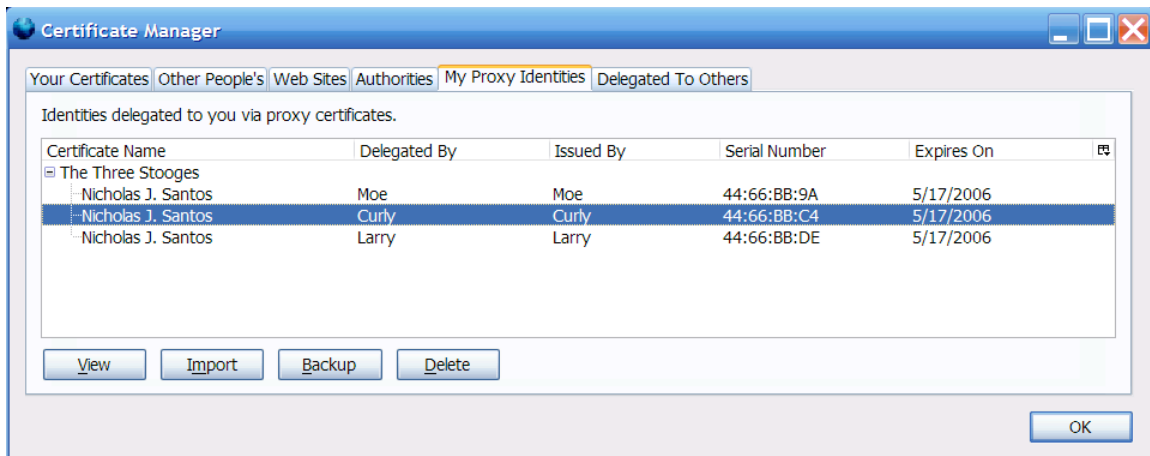 Certificate Manager
Your Certificates Other People's Web Sites Authorities My Proxy Identities Delegated To Others
Identities delegated to you via proxy certificates.
Certificate Name Delegated By Issued By Serial Number Expires On
The Three Stooges
Nicholas J. Santos Moe Moe 44:66:BB:9A 5/17/2006
Nicholas J. Santos Curly Curly 44:66:BB:C4 5/17/2006
Nicholas J. Santos Larry Larry 44:66:BB:DE 5/17/2006
View Import Backup Delete
OK